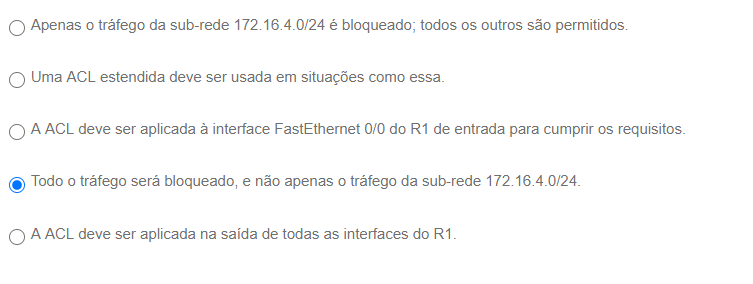 Apenas o tráfego da sub-rede 172.16.4.0/24 é bloqueado; todos os outros são permitidos.
Uma ACL estendida deve ser usada em situações como essa.
A ACL deve ser aplicada à interface FastEthernet 0/0 do R1 de entrada para cumprir os requisitos.
Todo o tráfego será bloqueado, e não apenas o tráfego da sub-rede 172.16.4.0/24.
A ACL deve ser aplicada na saída de todas as interfaces do R1.